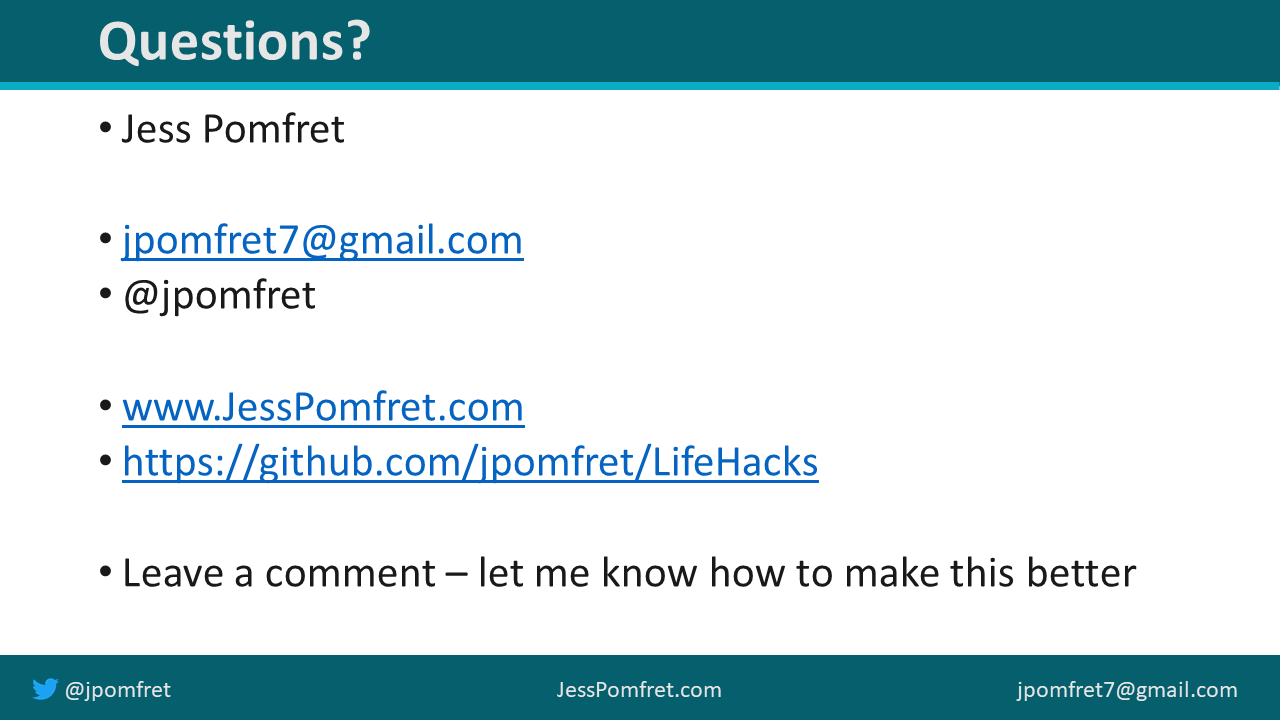 Questions?
• Jess Pomfret
• jpomfret7@gmail.com
• @jpomfret
• www.JessPomfret.com
• https://github.com/jpomfret/LifeHacks
• Leave a comment – let me know how to make this better
@jpomfret JessPomfret.com jpomfret7@gmail.com